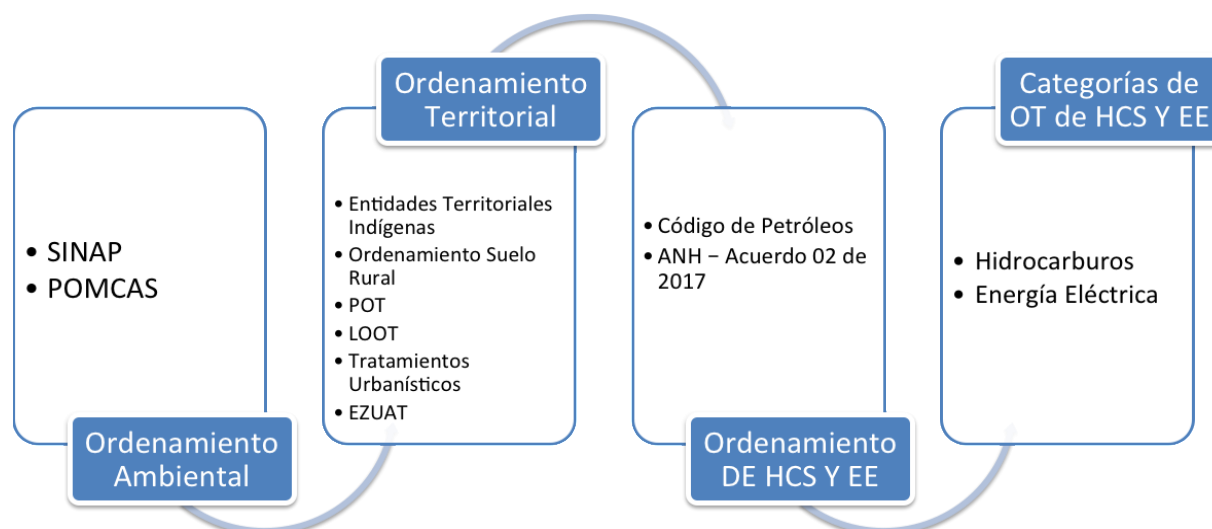 • SINAP
• POMCAS
Ordenamiento
Ambiental
Ordenamiento
Territorial
• Entidades Territoriales
Indígenas
• Ordenamiento Suelo
Rural
• POT
• LOOT
• Tratamientos
Urbanísticos
• EZUAT
• Código de Petróleos
• ANH – Acuerdo 02 de
2017
Ordenamiento
DE HCS Y EE
Categorías de
OT de HCS Y EE
• Hidrocarburos
• Energía Eléctrica